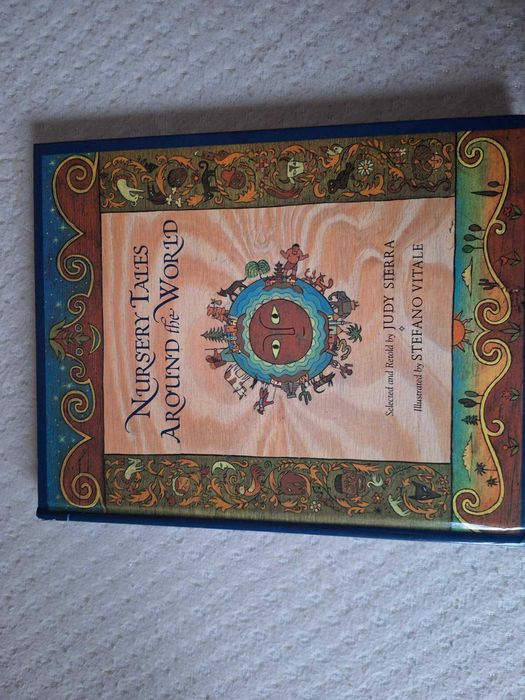 NURSERY TALES
AROUND the WORLD
Selected and Retold by JUDY SIERRA
Illustrated by STEFANO VITALE